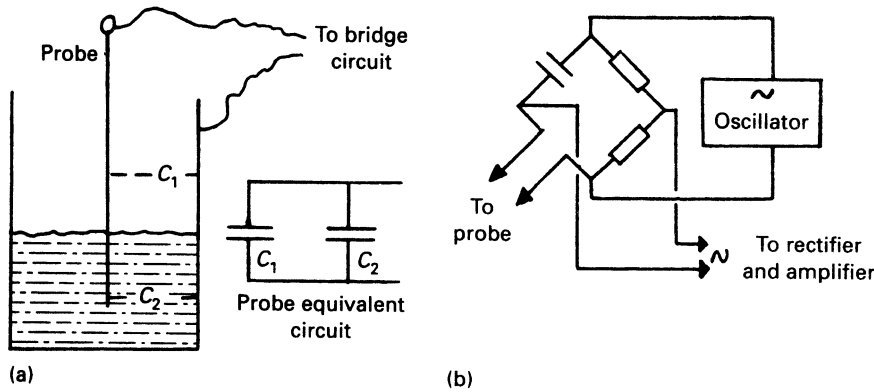 Probe
To bridge
circuit
C₁
C₂
C₁
C₂
Probe equivalent
circuit
(a)
~
Oscillator
To
probe
~
To rectifier
and amplifier
(b)